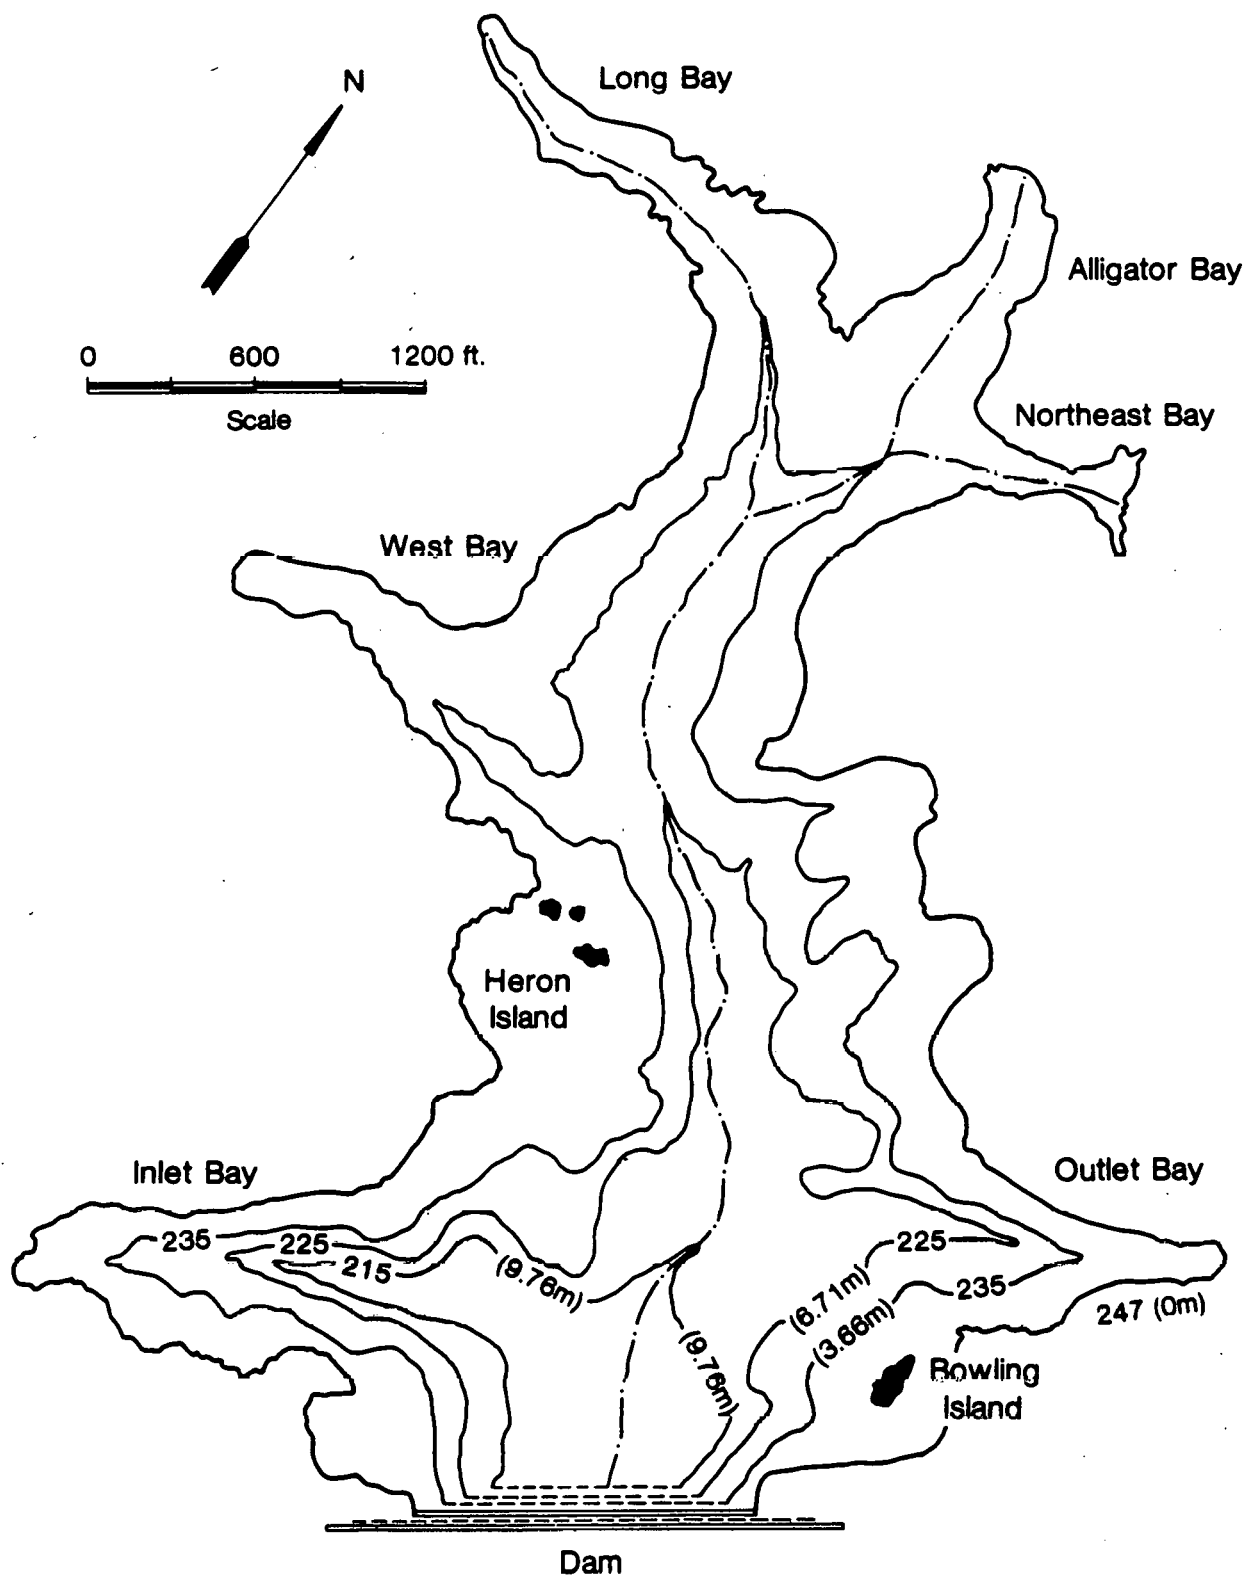 N
Long Bay
Alligator Bay
0 600 1200 ft.
Scale
Northeast Bay
West Bay
Heron
Island
Inlet Bay
Outlet Bay
235
225
215
(9.76m)
225
235
(6.71m)
(3.66m)
247 (0m)
(9.76m)
Rowling
Island
Dam